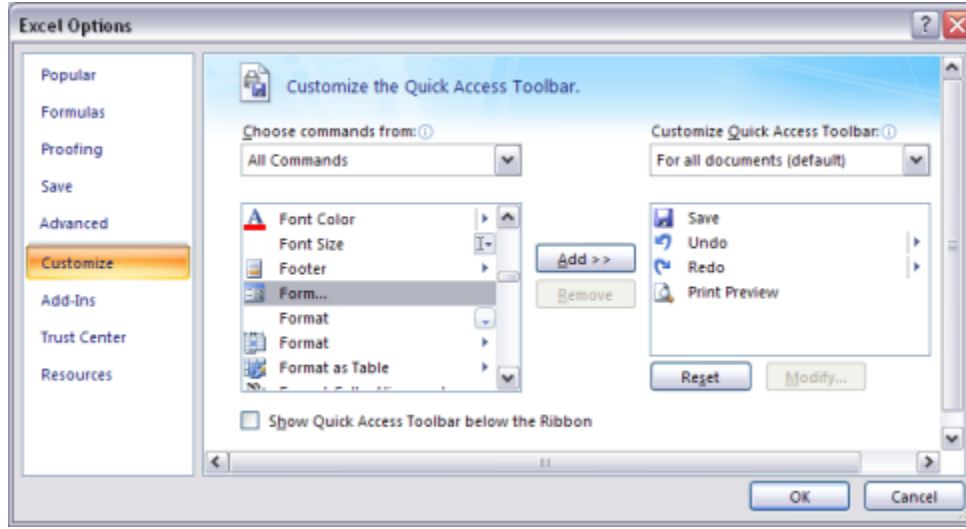 Excel Options
Popular
Formulas
Proofing
Save
Advanced
Customize
Add-Ins
Trust Center
Resources
Customize the Quick Access Toolbar.
Choose commands from:
All Commands
Font Color
Font Size
Footer
Form...
Format
Format
Format as Table
Add >>
Remove
Customize Quick Access Toolbar:
For all documents (default)
Save
Undo
Redo
Print Preview
Reset
Modify...
Show Quick Access Toolbar below the Ribbon
OK
Cancel